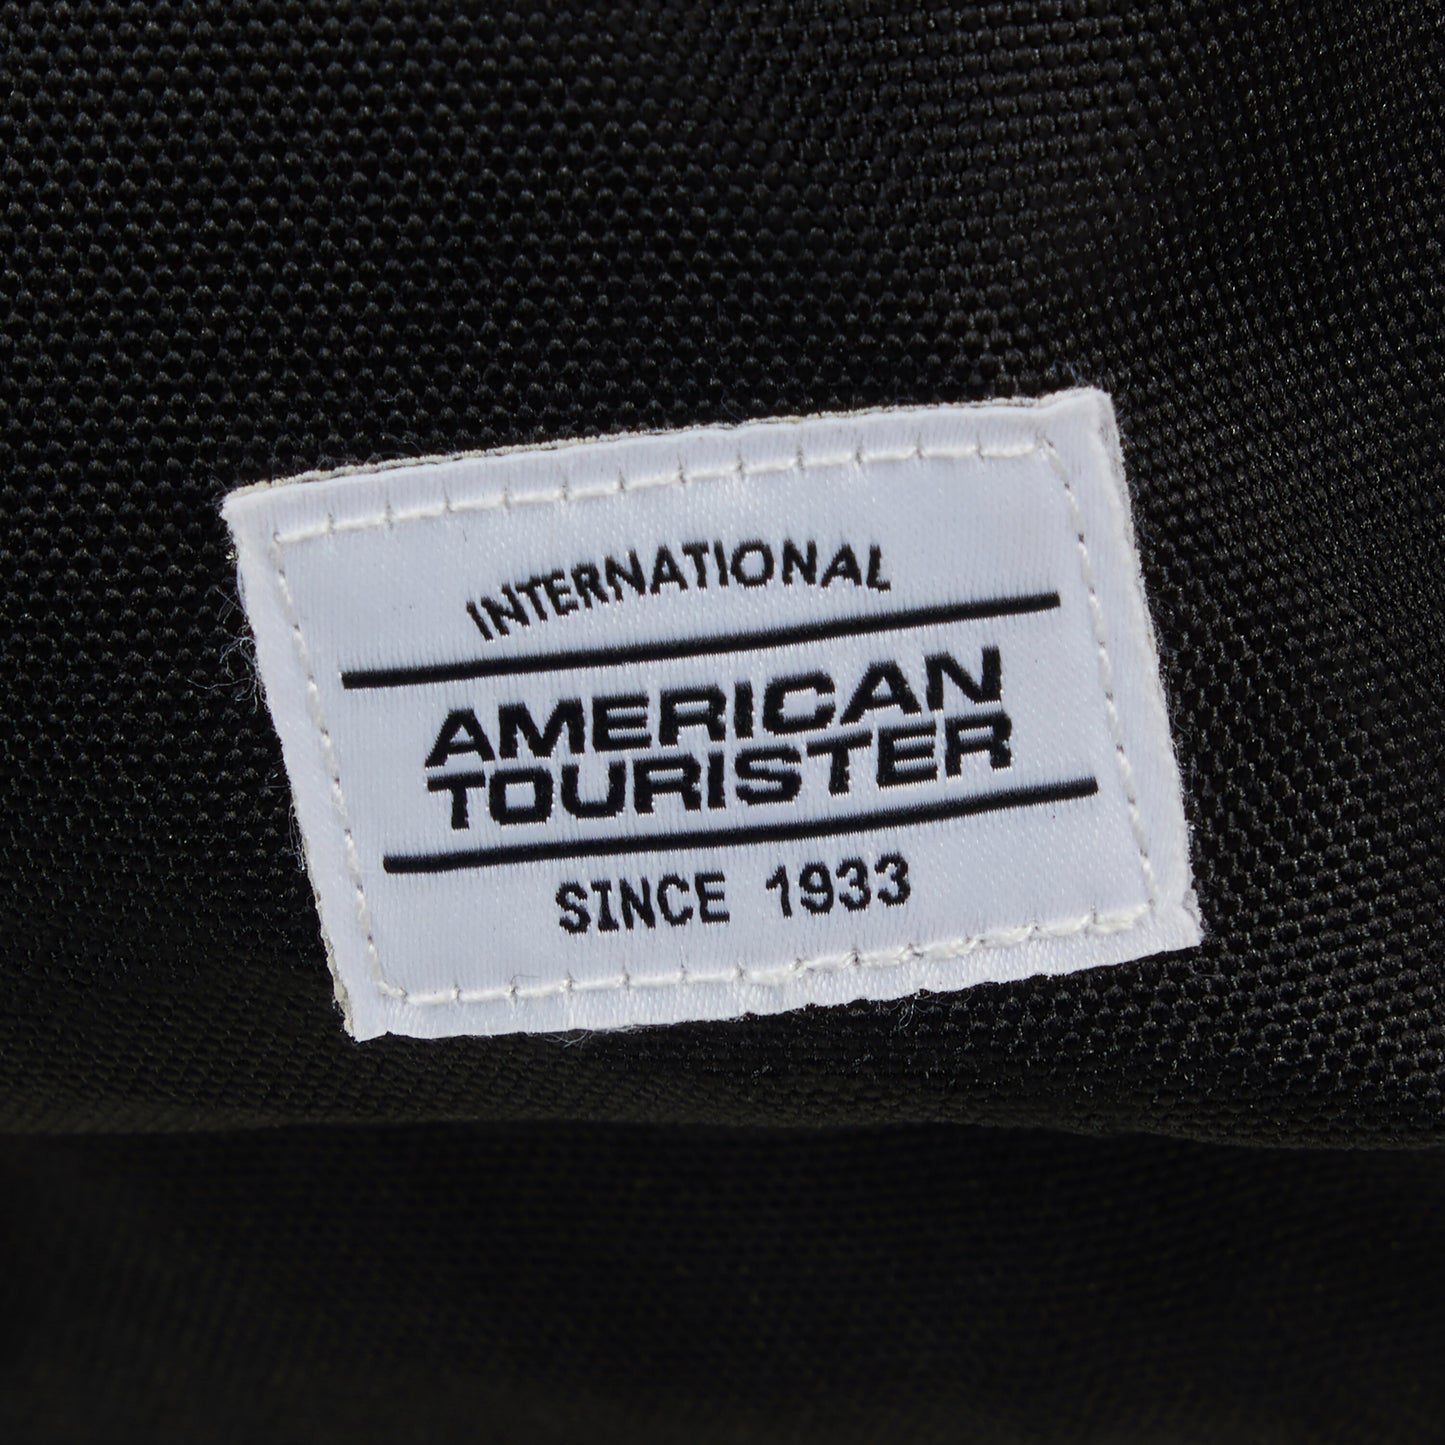 INTERNATIONAL
AMERICAN
TOURISTER
SINCE 1933